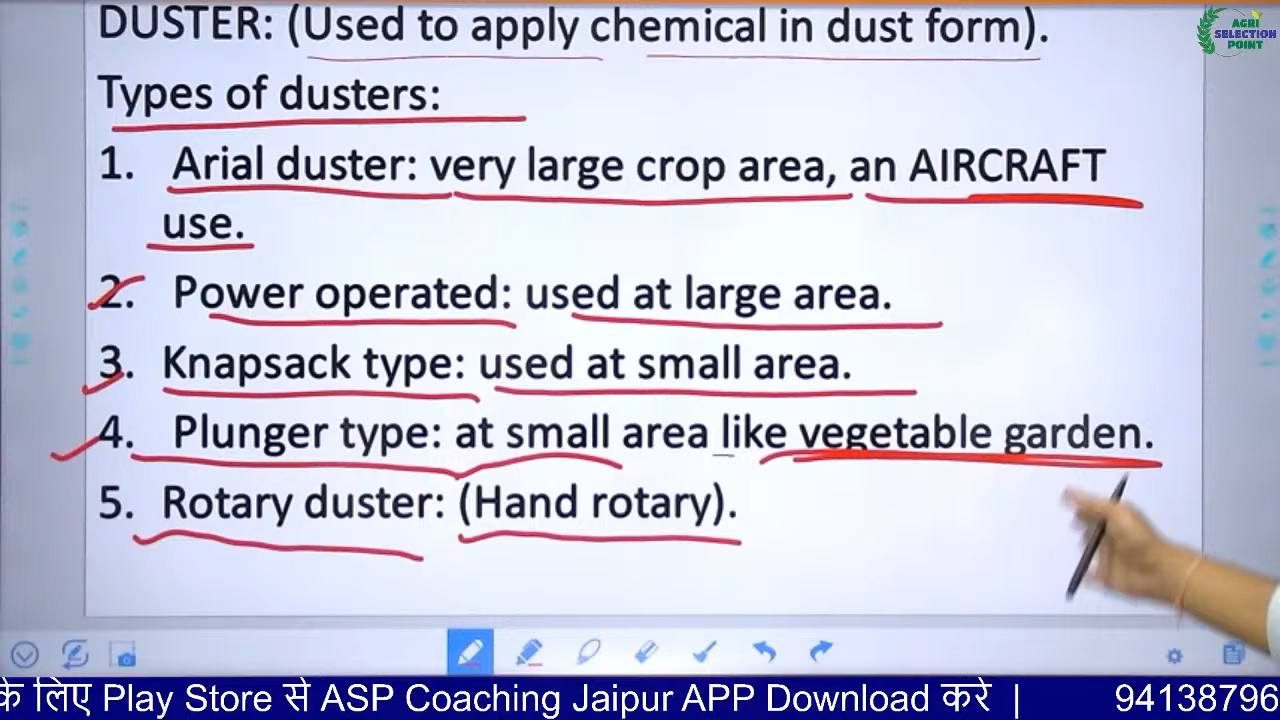 DUSTER: (Used to apply chemical in dust form).
AGRI
SELECTION
POINT
Types of dusters:
1. Arial duster: very large crop area, an AIRCRAFT
use.
2. Power operated: used at large area.
3. Knapsack type: used at small area.
4. Plunger type: at small area like vegetable garden.
5. Rotary duster: (Hand rotary).
के लिए Play Store से ASP Coaching Jaipur APP Download करे | 94138796